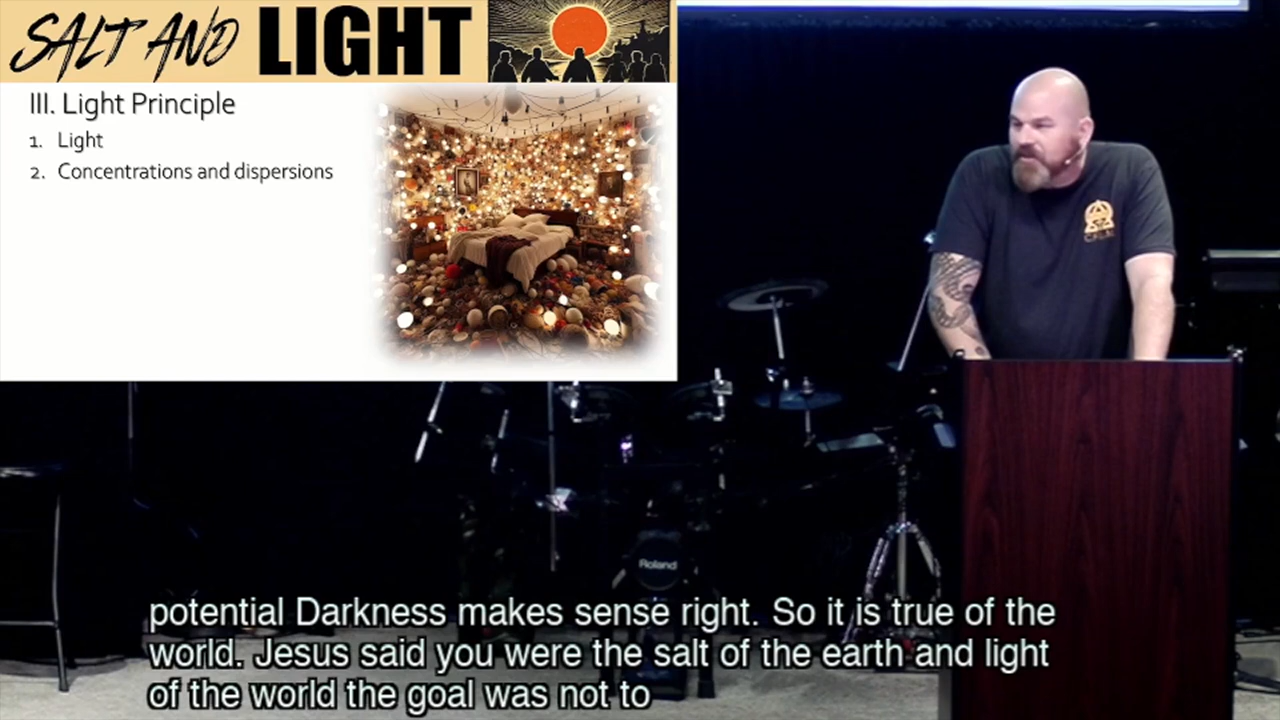 SALT AND LIGHT
III. Light Principle
1. Light
2. Concentrations and dispersions
Roland
potential Darkness makes sense right. So it is true of the
world. Jesus said you were the salt of the earth and light
of the world the goal was not to